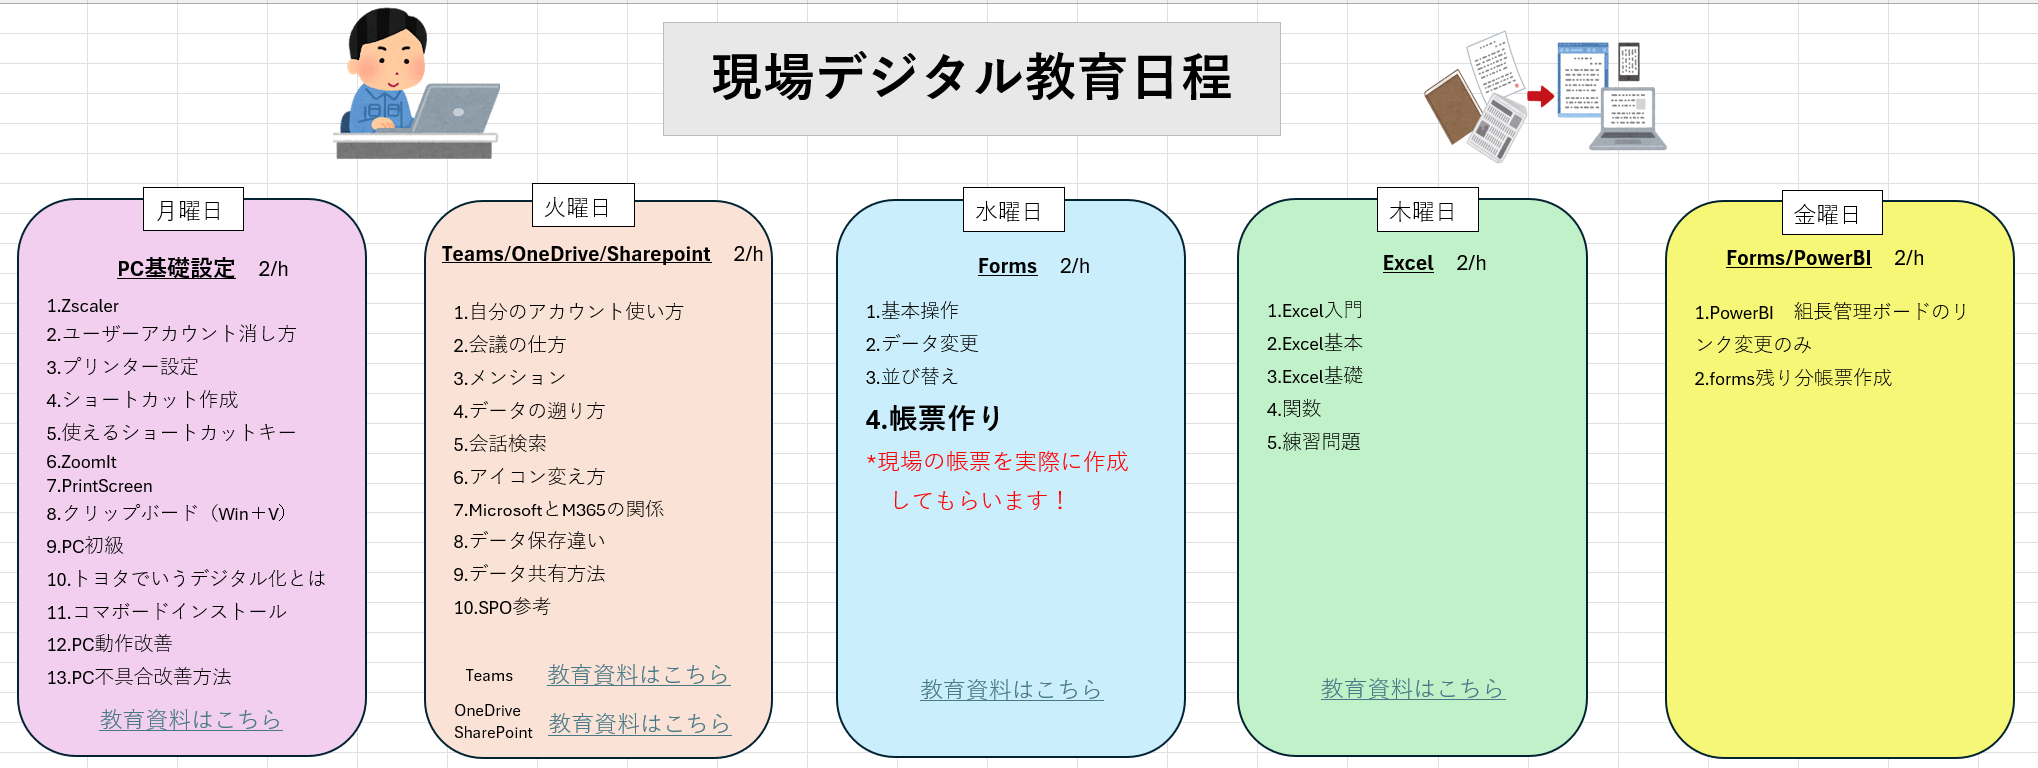 現場デジタル教育日程
月曜日
PC基礎設定 2/h
1.Zscaler
2.ユーザーアカウント消し方
3.プリンター設定
4.ショートカット作成
5.使えるショートカットキー
6.ZoomIt
7.PrintScreen
8.クリップボード（Win＋V）
9.PC初級
10.トヨタでいうデジタル化とは
11.コマボードインストール
12.PC動作改善
13.PC不具合改善方法
教育資料はこちら
火曜日
Teams/OneDrive/Sharepoint 2/h
1.自分のアカウント使い方
2.会議の仕方
3.メンション
4.データの遡り方
5.会話検索
6.アイコン変え方
7.MicrosoftとM365の関係
8.データ保存違い
9.データ共有方法
10.SPO参考
Teams 教育資料はこちら
OneDrive
SharePoint 教育資料はこちら
水曜日
Forms 2/h
1.基本操作
2.データ変更
3.並び替え
4.帳票作り
*現場の帳票を実際に作成
してもらいます！
教育資料はこちら
木曜日
Excel 2/h
1.Excel入門
2.Excel基本
3.Excel基礎
4.関数
5.練習問題
教育資料はこちら
金曜日
Forms/PowerBI 2/h
1.PowerBI　組長管理ボードのリ
ンク変更のみ
2.forms残り分帳票作成